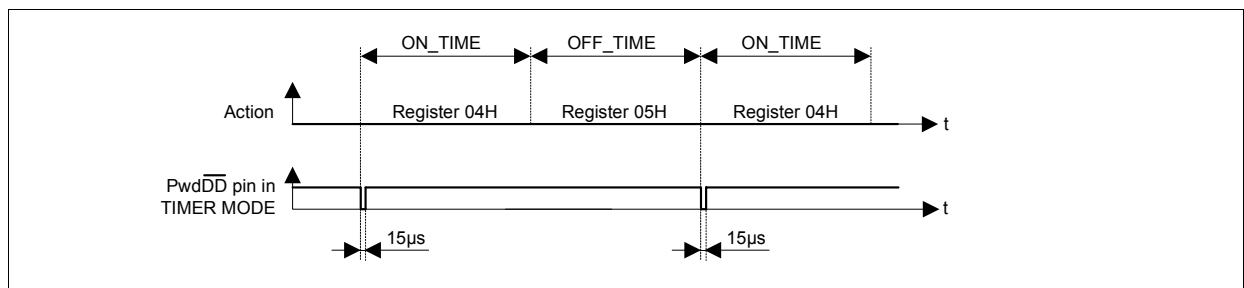 ON_TIME OFF_TIME ON_TIME
Action Register 04H Register 05H Register 04H t
PwdDD pin in
TIMER MODE t
15µs 15µs